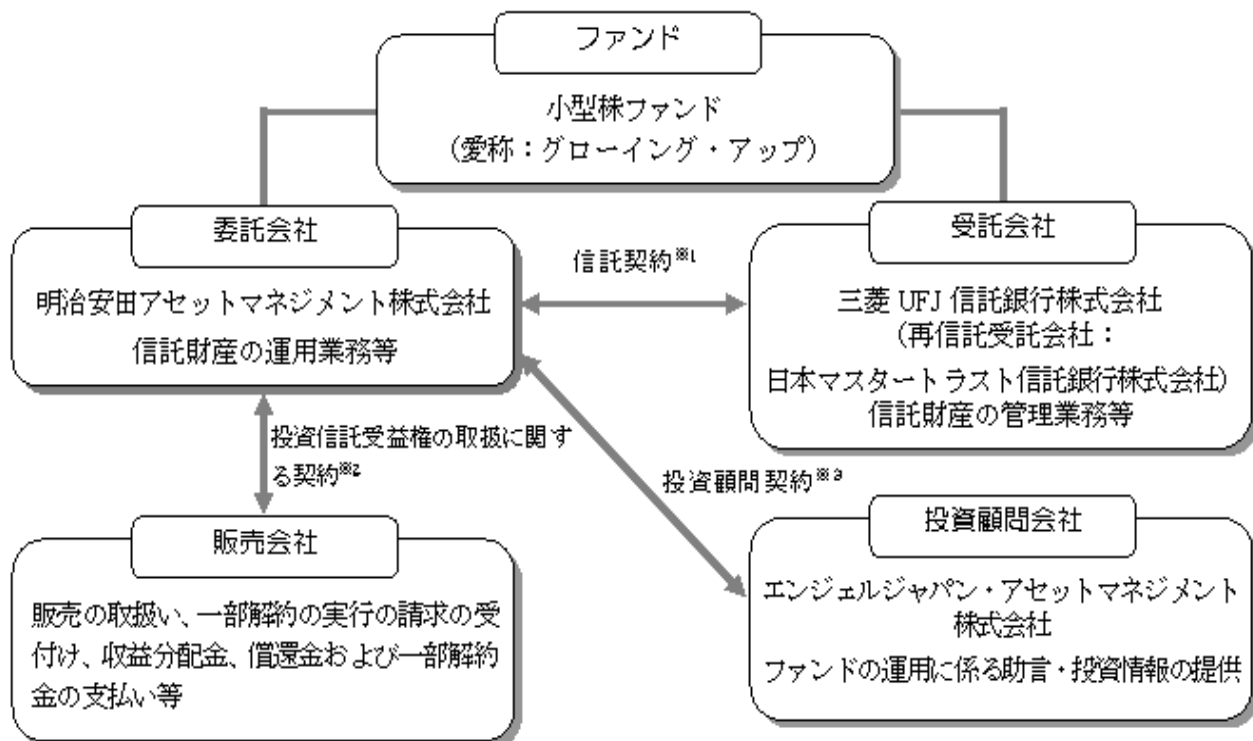 ファンド
小型株ファンド
（愛称：グローイング・アップ）
委託会社
明治安田アセットマネジメント株式会社
信託財産の運用業務等
信託契約※1
受託会社
三菱 UFJ 信託銀行株式会社
（再信託受託会社：
日本マスタートラスト信託銀行株式会社）
信託財産の管理業務等
投資信託受益権の取扱に関す
る契約※2
投資顧問契約※3
販売会社
販売の取扱い、一部解約の実行の請求の受
付け、収益分配金、償還金および一部解約
金の支払い等
投資顧問会社
エンジェルジャパン・アセットマネジメント
株式会社
ファンドの運用に係る助言・投資情報の提供